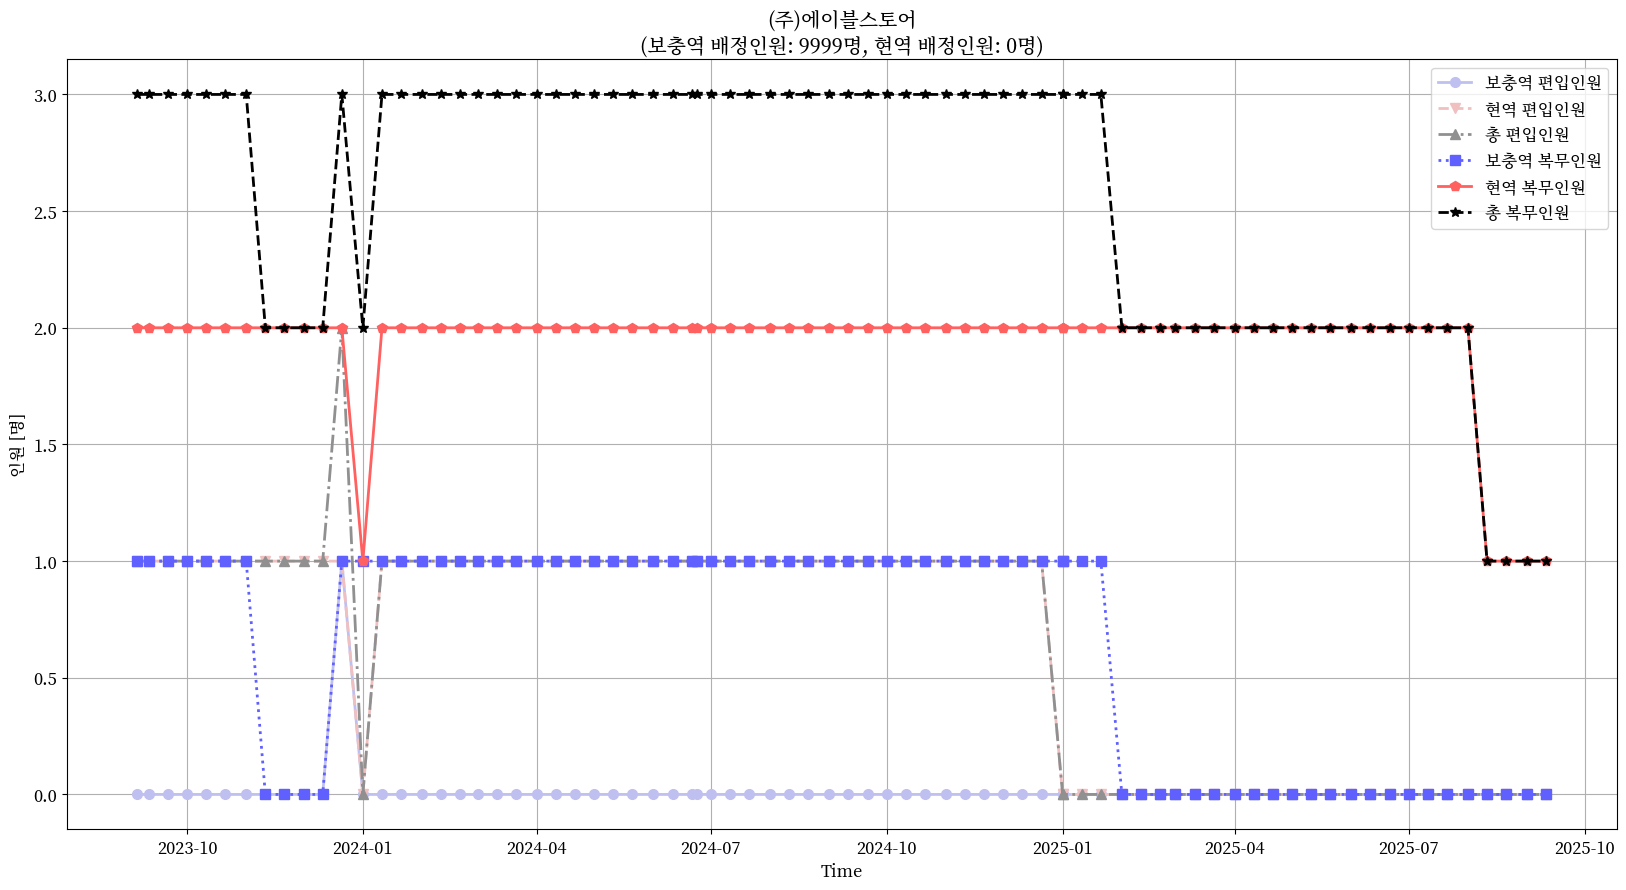 (주)에이블스토어
(보충역 배정인원: 9999명, 현역 배정인원: 0명)
보충역 편입인원
현역 편입인원
총 편입인원
보충역 복무인원
현역 복무인원
총 복무인원
인원 [명]
3.0
2.5
2.0
1.5
1.0
0.5
0.0
2023-10
2024-01
2024-04
2024-07
2024-10
2025-01
2025-04
2025-07
2025-10
Time